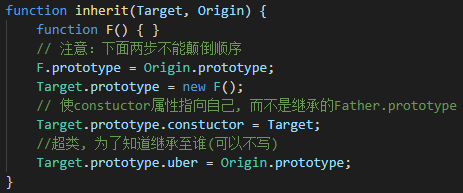 function inherit(Target, Origin) {
    function F() { }
    // 注意: 下面两步不能颠倒顺序
    F.prototype = Origin.prototype;
    Target.prototype = new F();
    // 使constuctor属性指向自己, 而不是继承的Father.prototype
    Target.prototype.constuctor = Target;
    //超类, 为了知道继承至谁(可以不写)
    Target.prototype.uber = Origin.prototype;
}